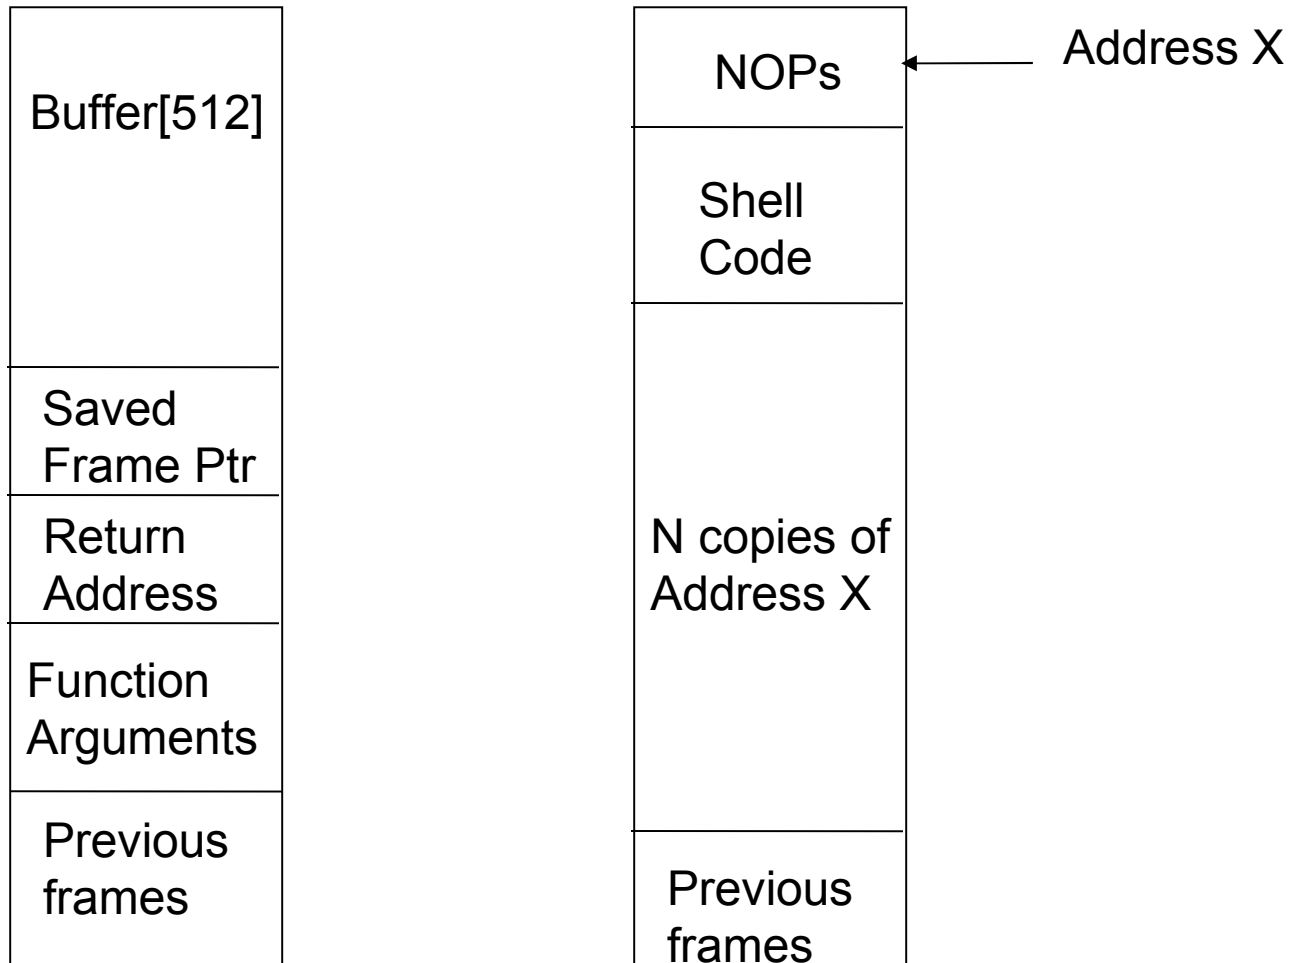 Buffer[512]
Saved
Frame Ptr
Return
Address
Function
Arguments
Previous
frames
NOPs
Address X
Shell
Code
N copies of
Address X
Previous
frames